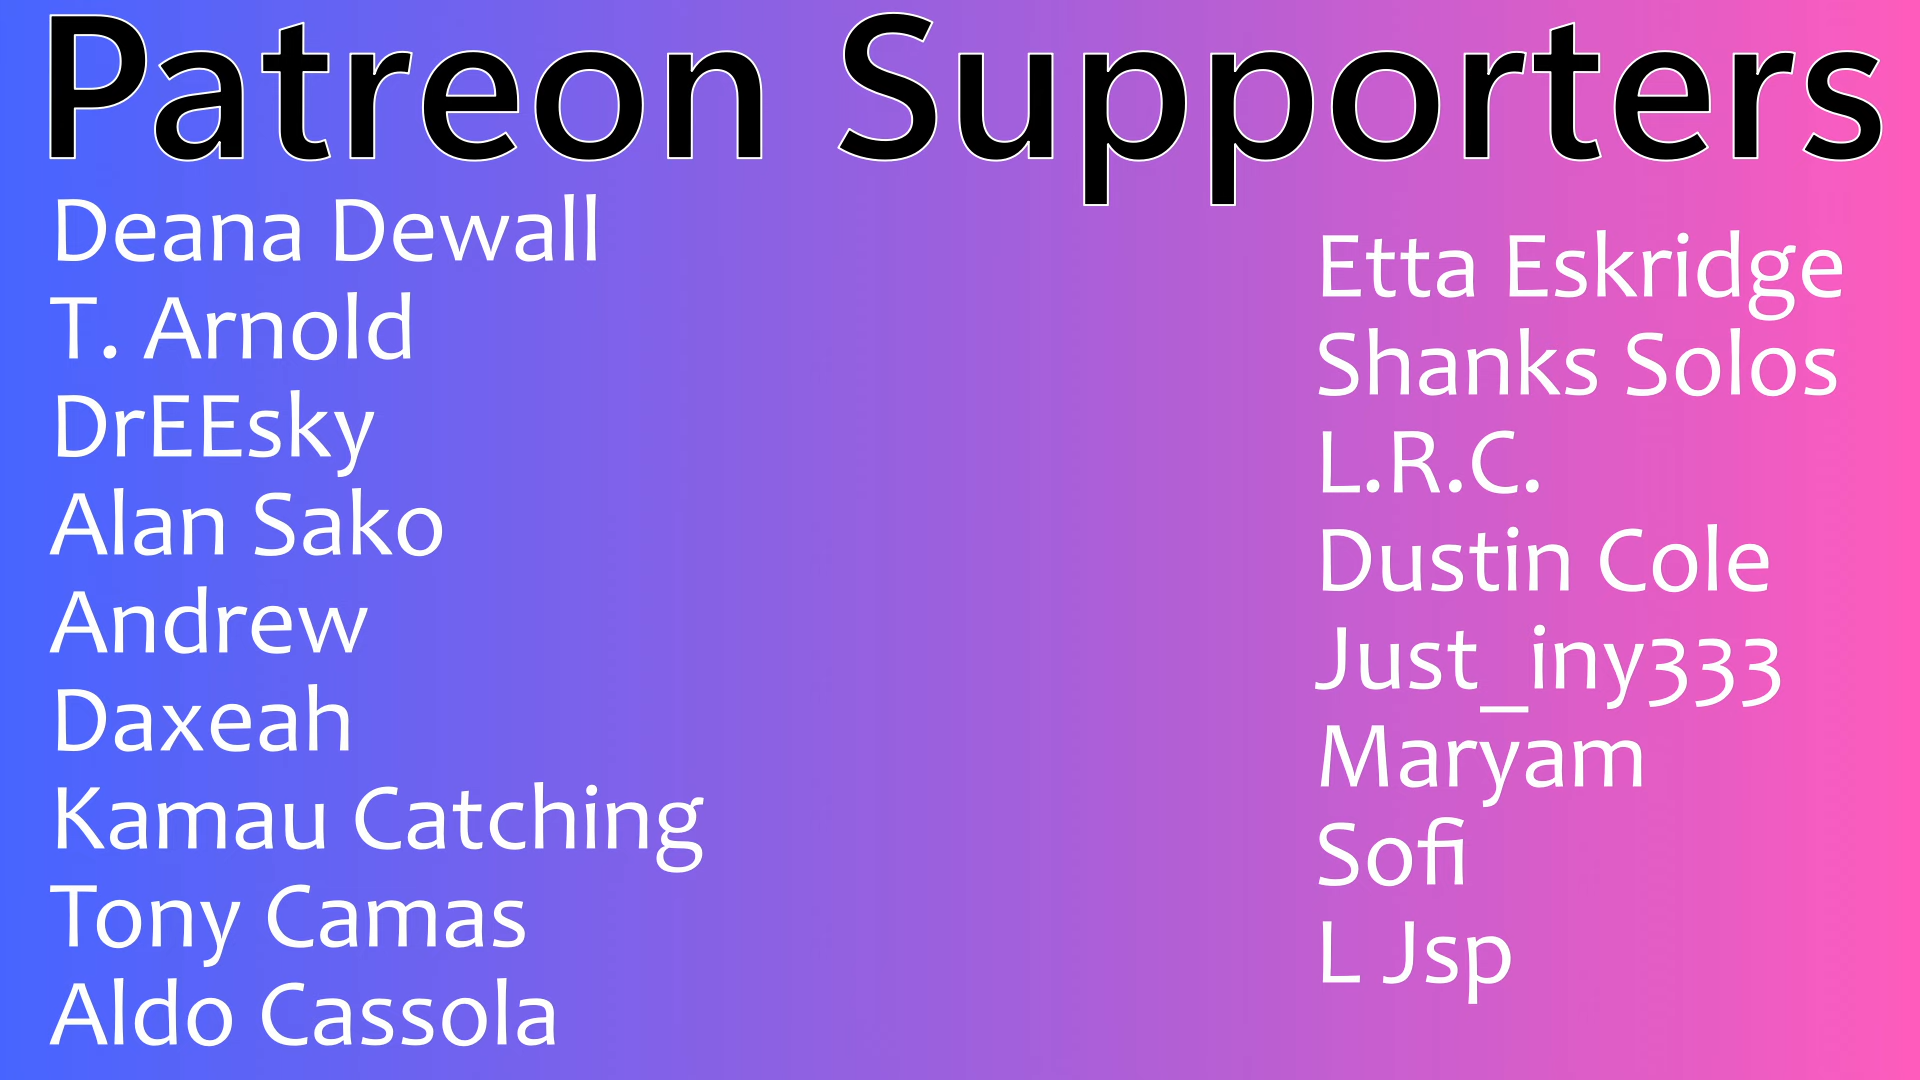 Patreon Supporters
Deana Dewall
T. Arnold
DrEEsky
Alan Sako
Andrew
Daxeah
Kamau Catching
Tony Camas
Aldo Cassola
Etta Eskridge
Shanks Solos
L.R.C.
Dustin Cole
Just_iny333
Maryam
Sofi
L Jsp